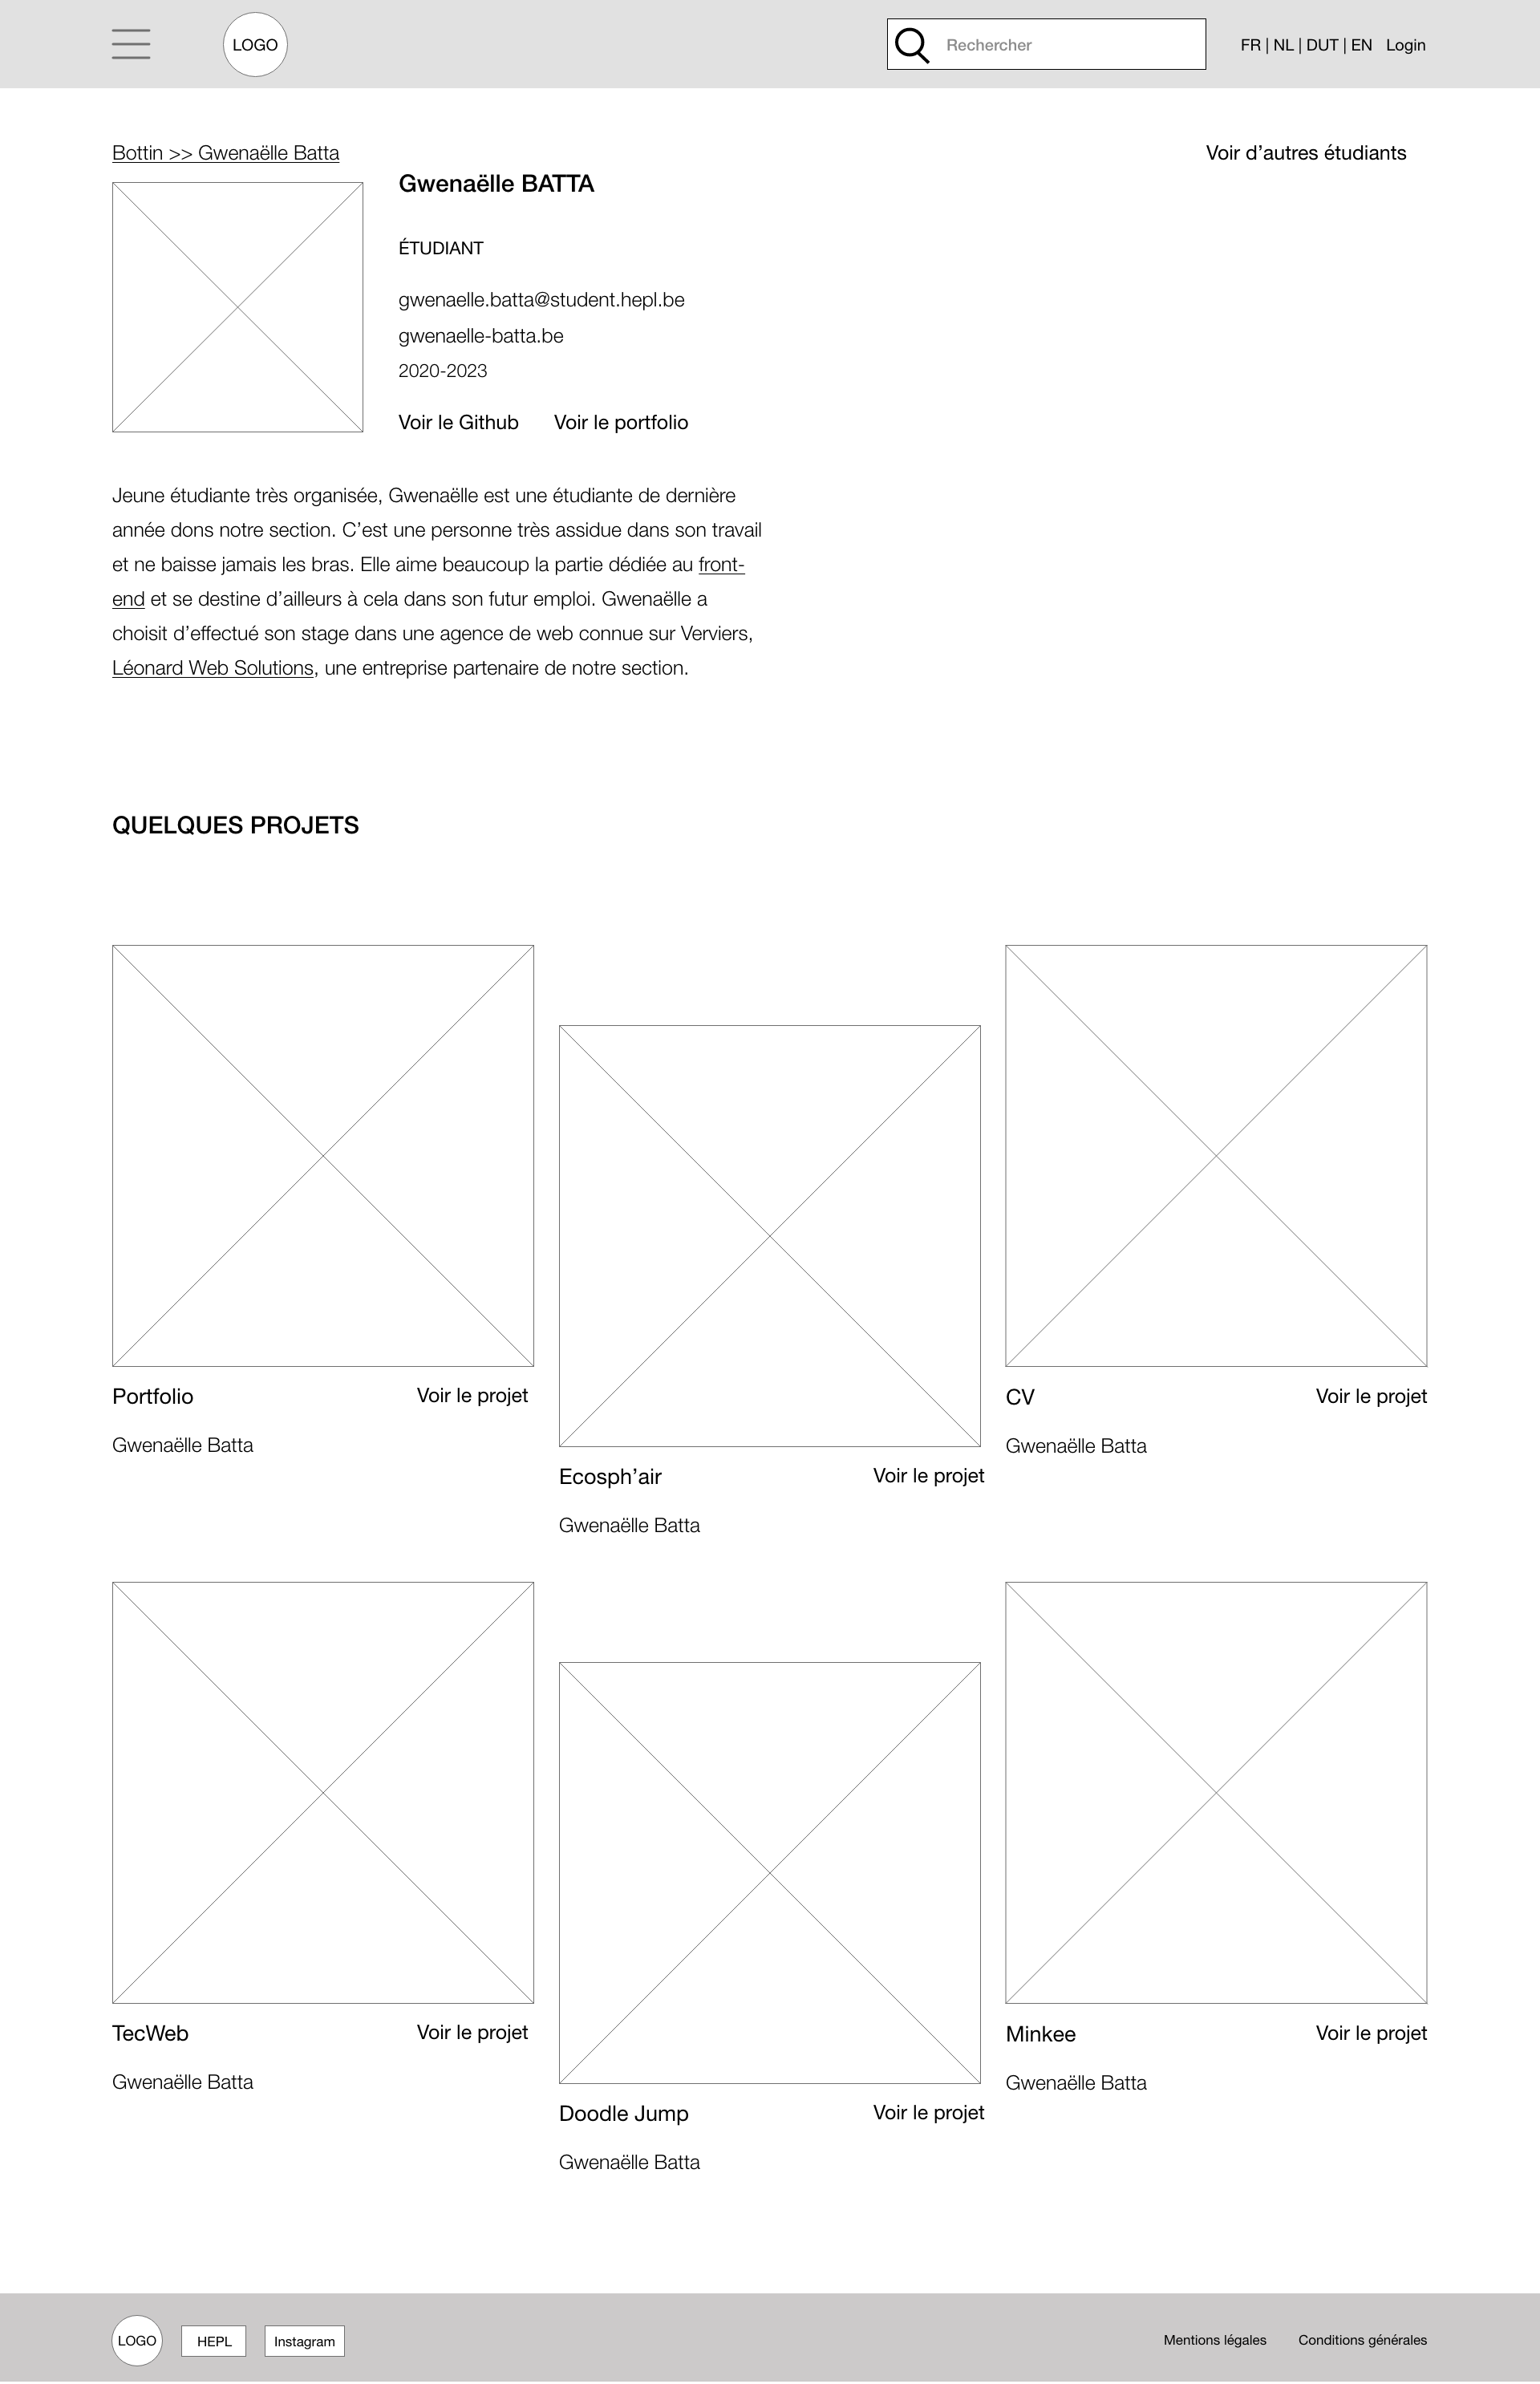 LOGO
Rechercher
FR | NL | DUT | EN Login
Bottin >> Gwenaëlle Batta
Voir d’autres étudiants
Gwenaëlle BATTA
ÉTUDIANT
gwenaelle.batta@student.hepl.be
gwenaelle-batta.be
2020-2023
Voir le Github Voir le portfolio
Jeune étudiante très organisée, Gwenaëlle est une étudiante de dernière
année dons notre section. C’est une personne très assidue dans son travail
et ne baisse jamais les bras. Elle aime beaucoup la partie dédiée au front-
end et se destine d’ailleurs à cela dans son futur emploi. Gwenaëlle a
choisit d’effectué son stage dans une agence de web connue sur Verviers,
Léonard Web Solutions, une entreprise partenaire de notre section.
QUELQUES PROJETS
Portfolio Voir le projet
Gwenaëlle Batta
Ecosph’air Voir le projet
Gwenaëlle Batta
CV Voir le projet
Gwenaëlle Batta
TecWeb Voir le projet
Gwenaëlle Batta
Doodle Jump Voir le projet
Gwenaëlle Batta
Minkee Voir le projet
Gwenaëlle Batta
LOGO HEPL Instagram
Mentions légales Conditions générales